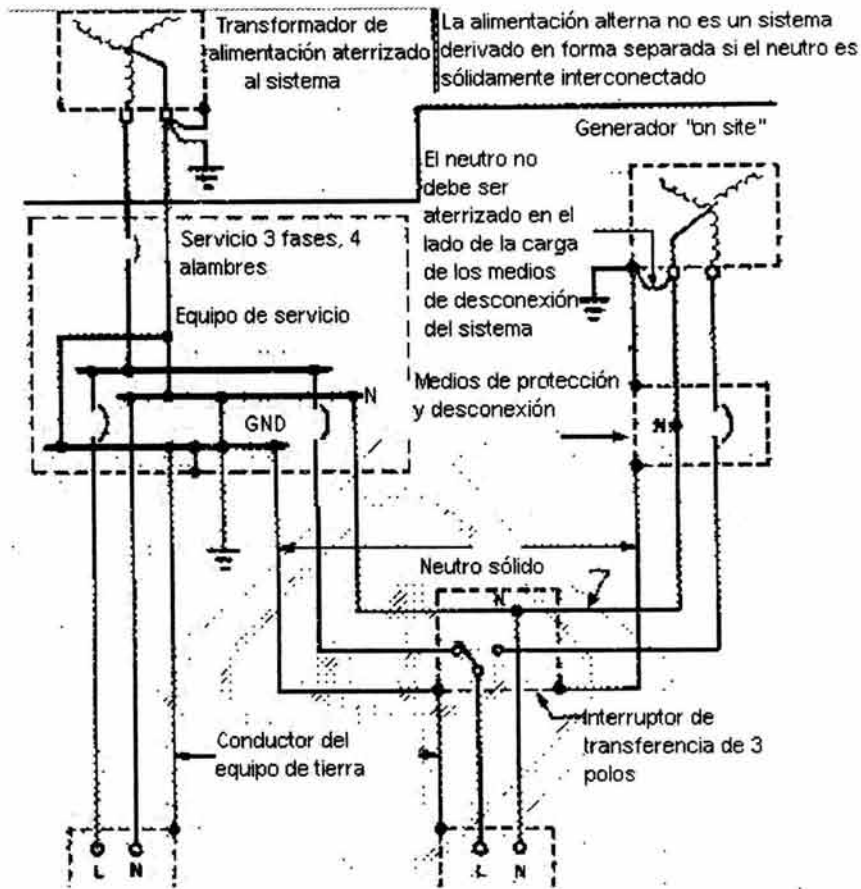 Transformador de
alimentación aterrizado
al sistema
La alimentación alterna no es un sistema
derivado en forma separada si el neutro es
sólidamente interconectado
Generador "on site"
El neutro no
debe ser
aterrizado en el
lado de la carga
de los medios
de desconexión
del sistema
Servicio 3 fases, 4
alambres
Equipo de servicio
N
GND
Medios de protección
y desconexión
N
Neutro sólido
N
Interruptor de
transferencia de 3
polos
Conductor del
equipo de tierra
L N
L N